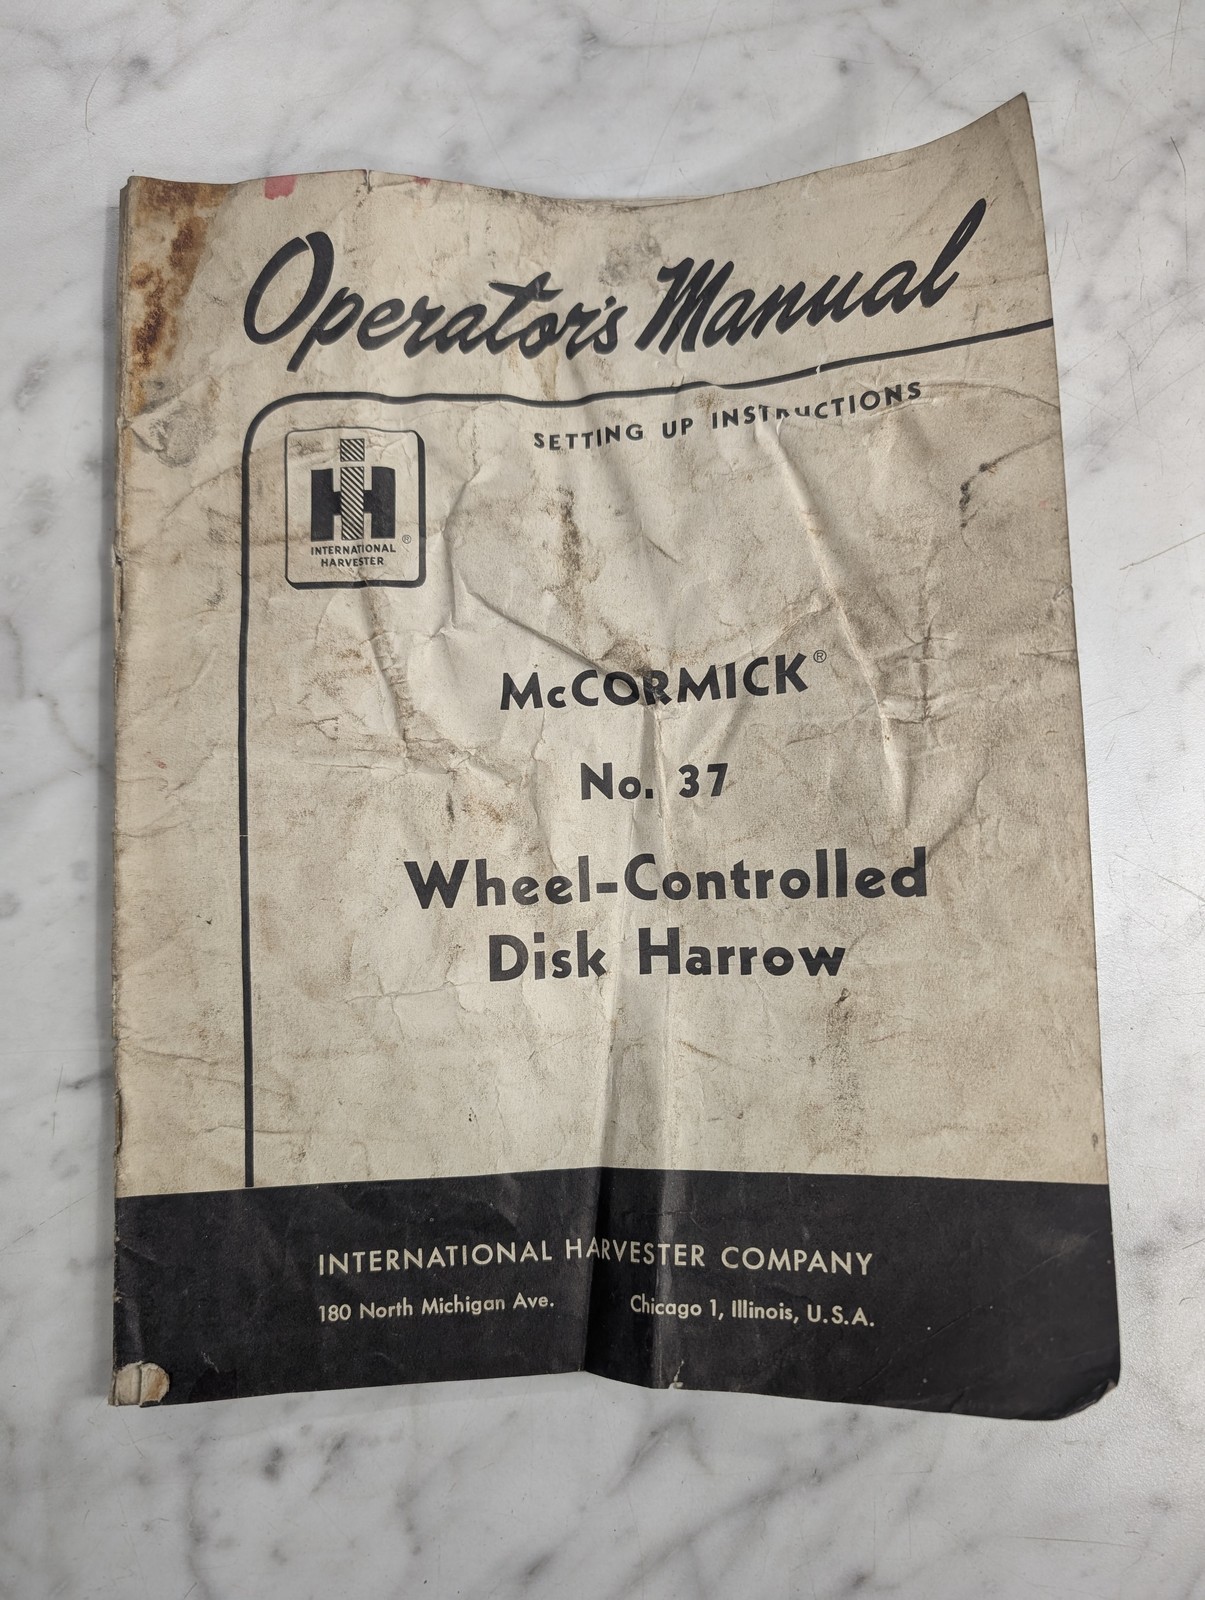 Operator's Manual
SETTING UP INSTRUCTIONS
IH
INTERNATIONAL
HARVESTER ®
McCORMICK®
No. 37
Wheel-Controlled
Disk Harrow
INTERNATIONAL HARVESTER COMPANY
180 North Michigan Ave. Chicago 1, Illinois, U.S.A.